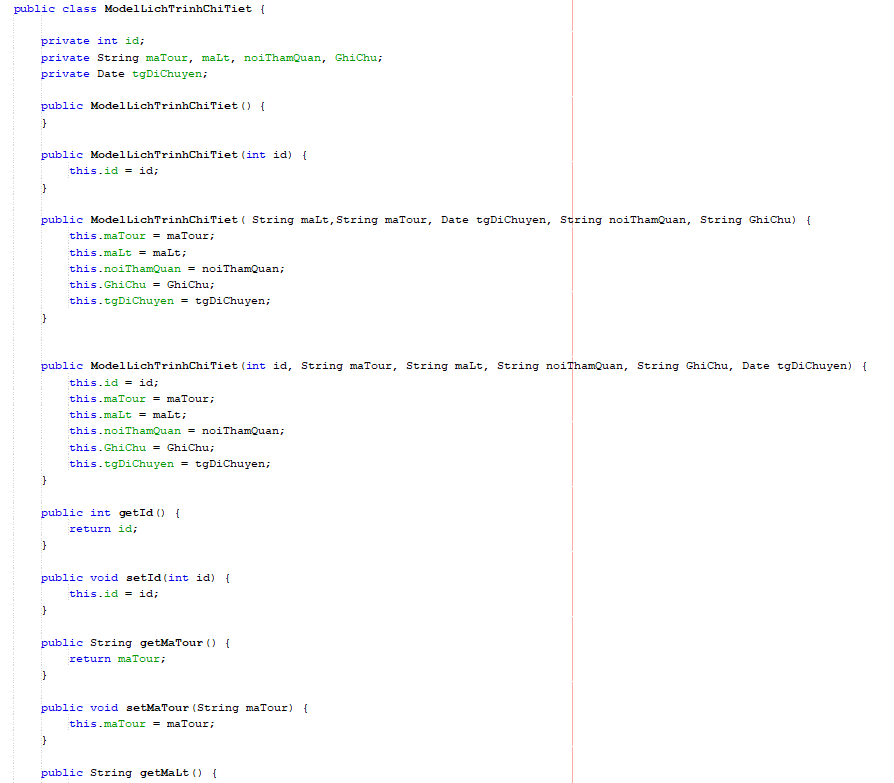 public class ModelLichTrinhChiTiet {
private int id;
private String maTour, maLt, noiThamQuan, GhiChu;
private Date tgDiChuyen;
public ModelLichTrinhChiTiet() {
}
public ModelLichTrinhChiTiet(int id) {
this.id = id;
}
public ModelLichTrinhChiTiet( String maLt,String maTour, Date tgDiChuyen, String noiThamQuan, String GhiChu) {
this.maTour = maTour;
this.maLt = maLt;
this.noiThamQuan = noiThamQuan;
this.GhiChu = GhiChu;
this.tgDiChuyen = tgDiChuyen;
}
public ModelLichTrinhChiTiet(int id, String maTour, String maLt, String noiThamQuan, String GhiChu, Date tgDiChuyen) {
this.id = id;
this.maTour = maTour;
this.maLt = maLt;
this.noiThamQuan = noiThamQuan;
this.GhiChu = GhiChu;
this.tgDiChuyen = tgDiChuyen;
}
public int getId() {
return id;
}
public void setId(int id) {
this.id = id;
}
public String getMaTour() {
return maTour;
}
public void setMaTour(String maTour) {
this.maTour = maTour;
}
public String getMaLt() {